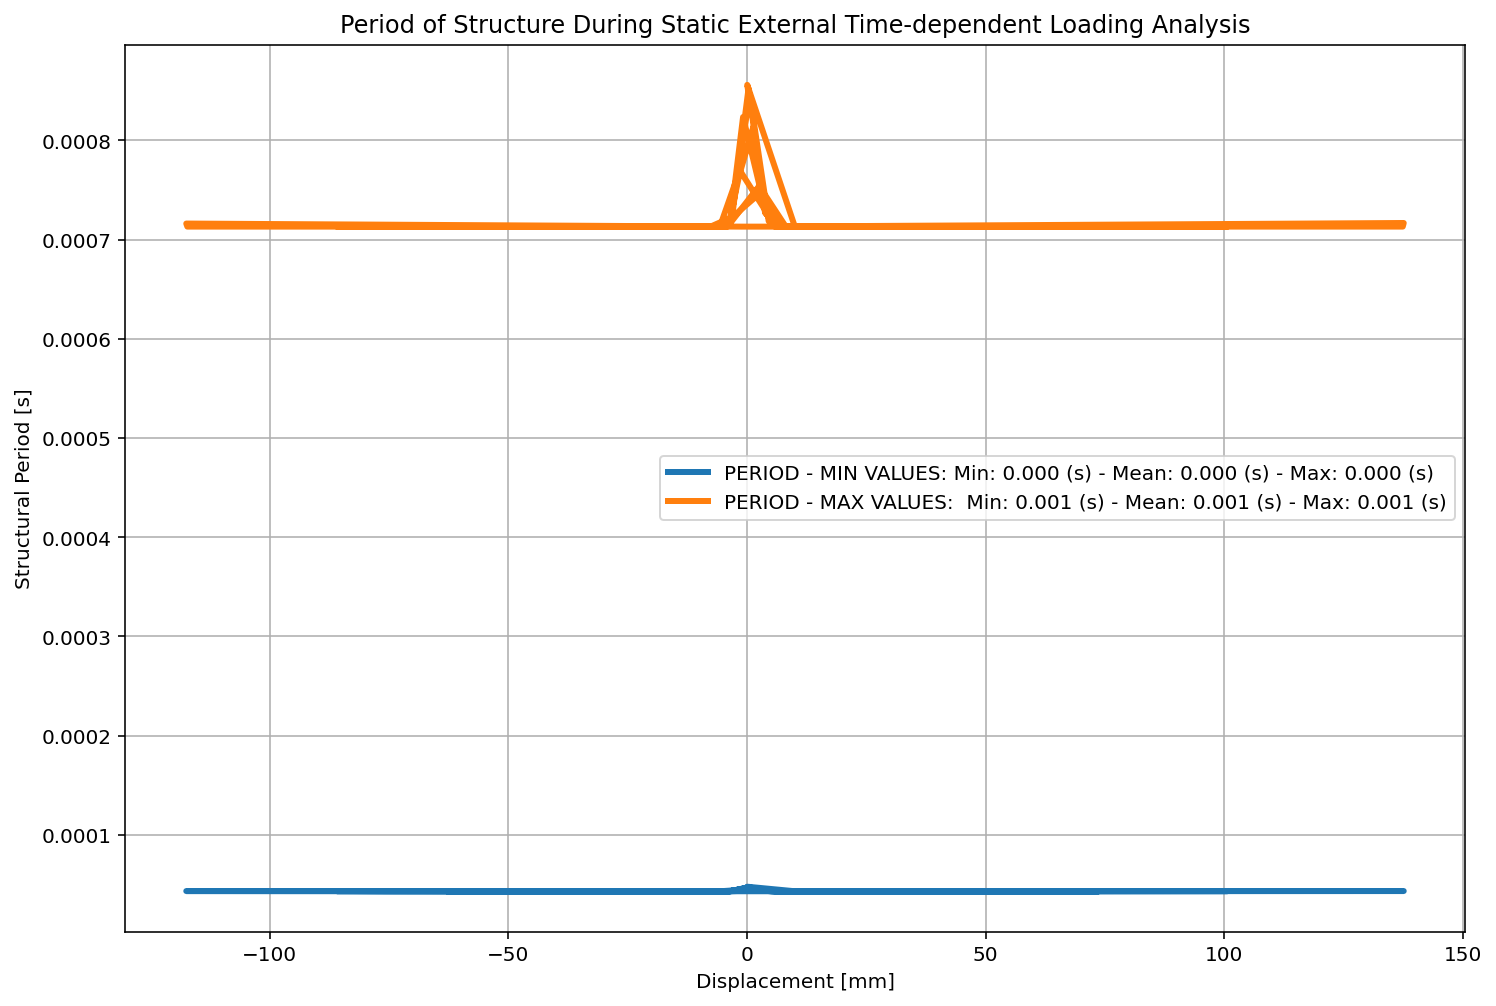 Period of Structure During Static External Time-dependent Loading Analysis
0.0008
0.0007
0.0006
0.0005
0.0004
0.0003
0.0002
0.0001
Structural Period [s]
PERIOD - MIN VALUES: Min: 0.000 (s) - Mean: 0.000 (s) - Max: 0.000 (s)
PERIOD - MAX VALUES:  Min: 0.001 (s) - Mean: 0.001 (s) - Max: 0.001 (s)
−100 −50 0 50 100 150
Displacement [mm]